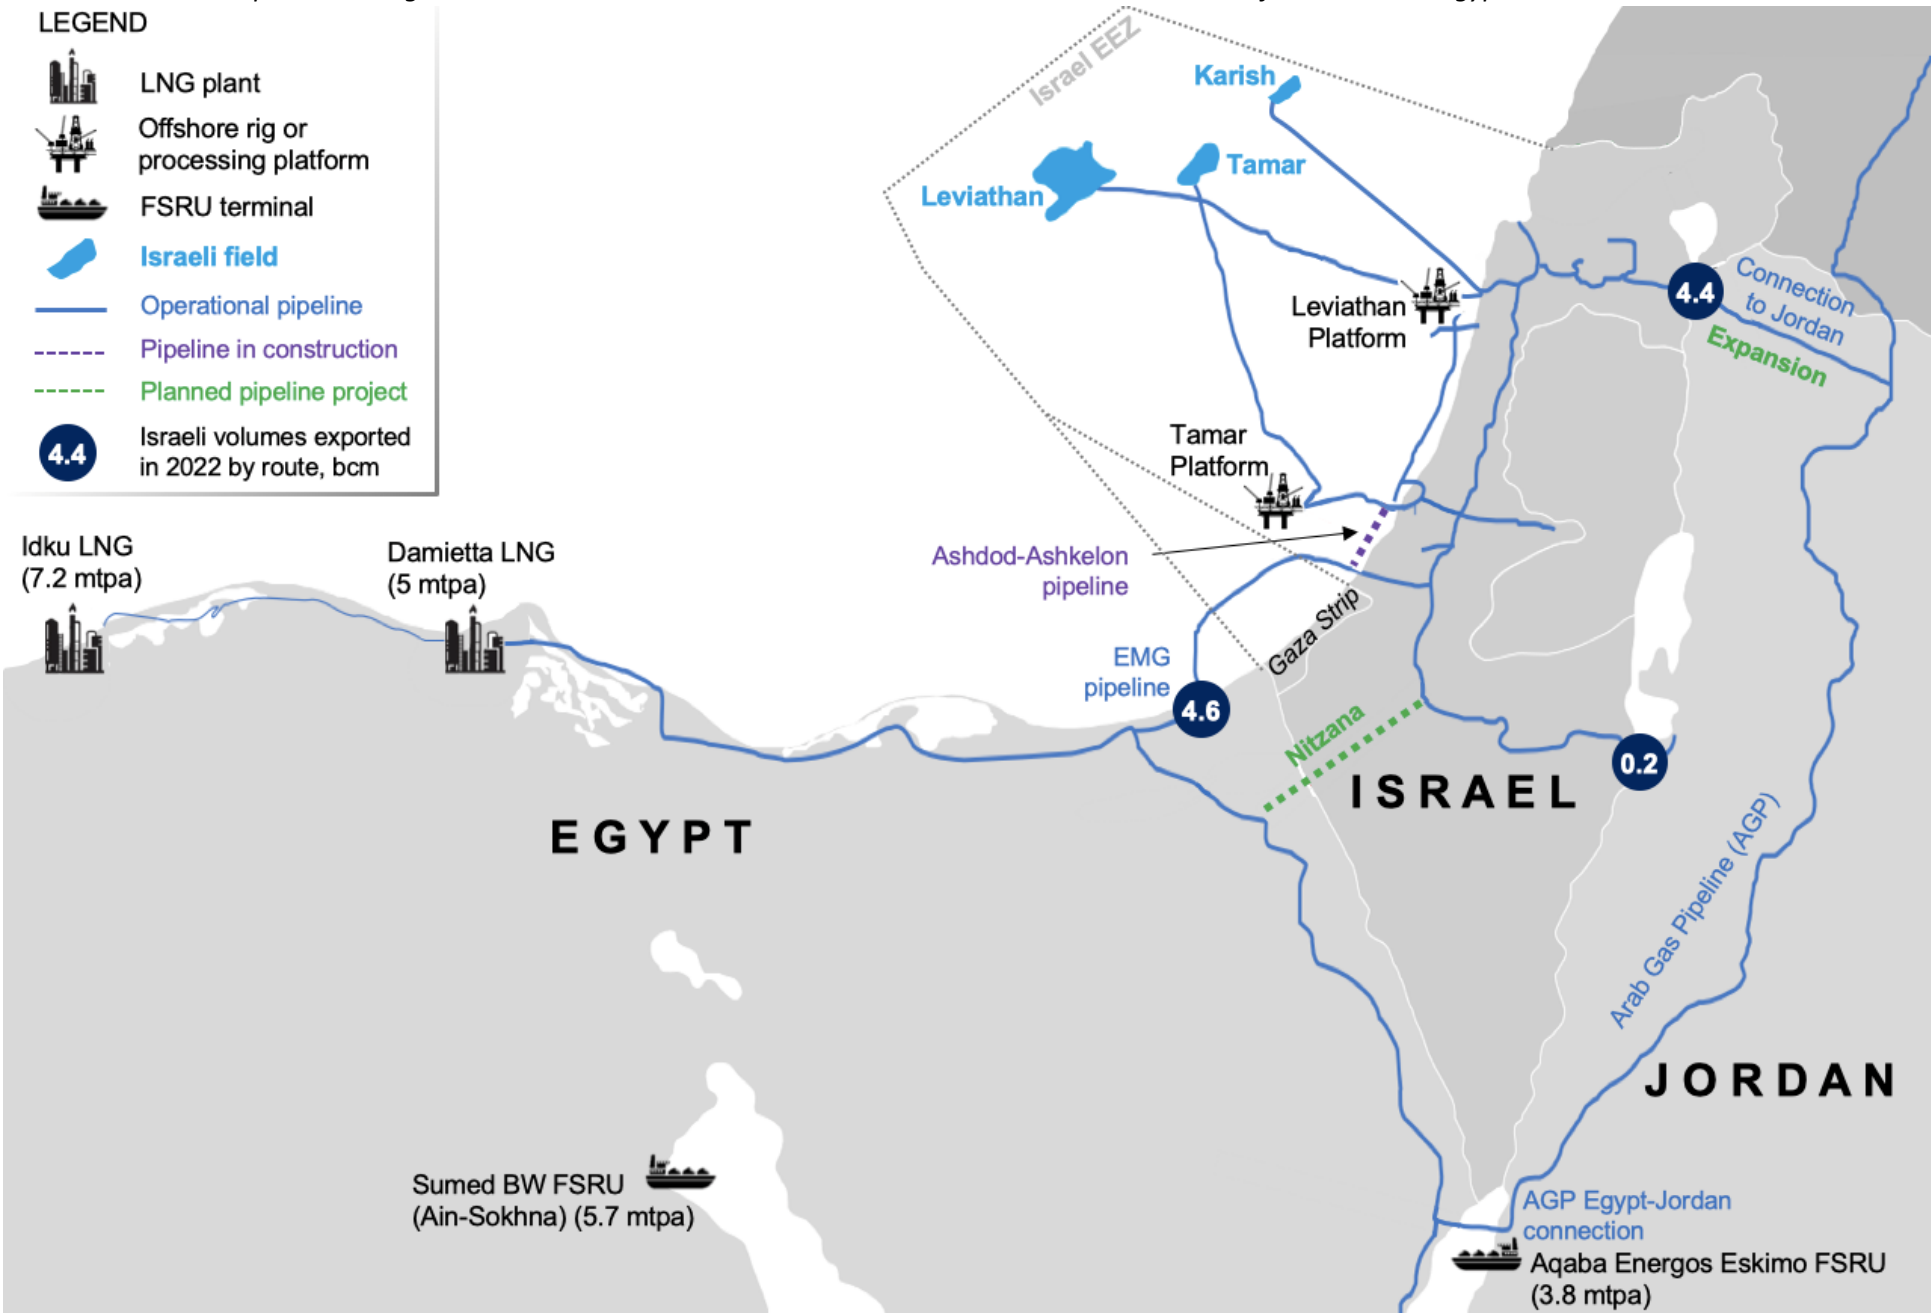 LEGEND
LNG plant
Offshore rig or
processing platform
FSRU terminal
Israeli field
Operational pipeline
Pipeline in construction
Planned pipeline project
4.4
Israeli volumes exported
in 2022 by route, bcm
Israel EEZ
Karish
Tamar
Leviathan
Leviathan
Platform
4.4
Connection
to Jordan
Expansion
Tamar
Platform
Ashdod-Ashkelon
pipeline
Idku LNG
(7.2 mtpa)
Damietta LNG
(5 mtpa)
Gaza Strip
EMG
pipeline
4.6
Nitzana
0.2
ISRAEL
EGYPT
Arab Gas Pipeline (AGP)
JORDAN
Sumed BW FSRU
(Ain-Sokhna) (5.7 mtpa)
AGP Egypt-Jordan
connection
Aqaba Energos Eskimo FSRU
(3.8 mtpa)